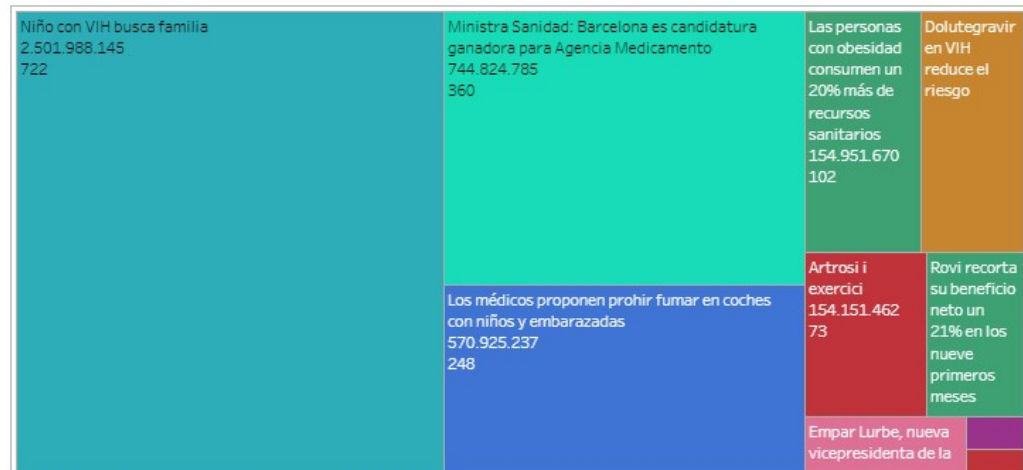 Niño con VIH busca familia
2.501.988.145
722
Ministra Sanidad: Barcelona es candidatura
ganadora para Agencia Medicamento
744.824.785
360
Los médicos proponen prohir fumar en coches
con niños y embarazadas
570.925.237
248
Las personas
con obesidad
consumen un
20% más de
recursos
sanitarios
154.951.670
102
Dolutegravir
en VIH
reduce el
riesgo
Artrosi i
exercici
154.151.462
73
Rovi recorta
su beneficio
neto un
21% en los
nueve
primeros
meses
Empar Lurbe, nueva
vicepresidenta de la